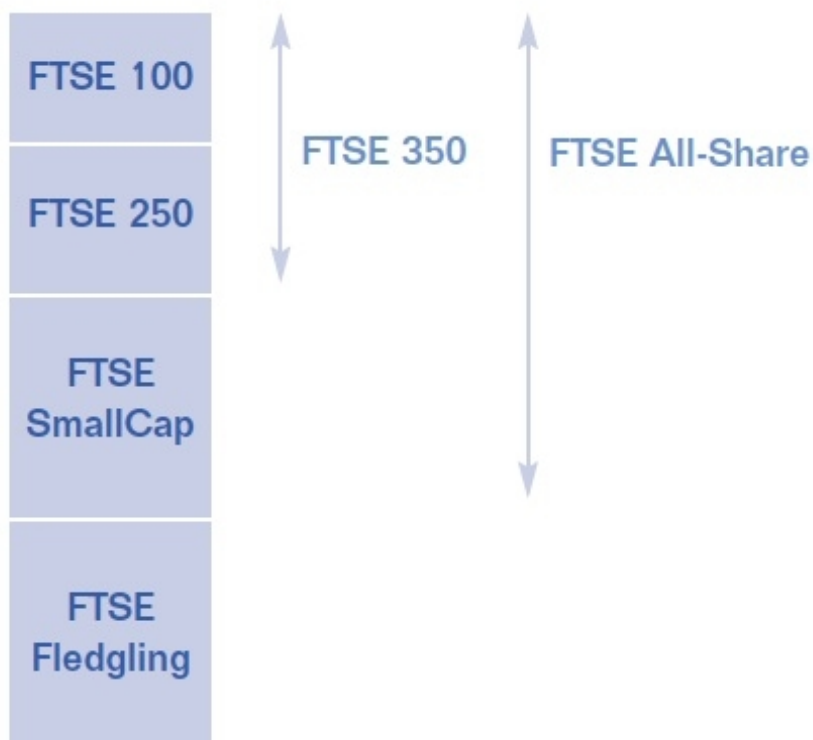 FTSE 100
FTSE 350
FTSE All-Share
FTSE 250
FTSE
SmallCap
FTSE
Fledgling